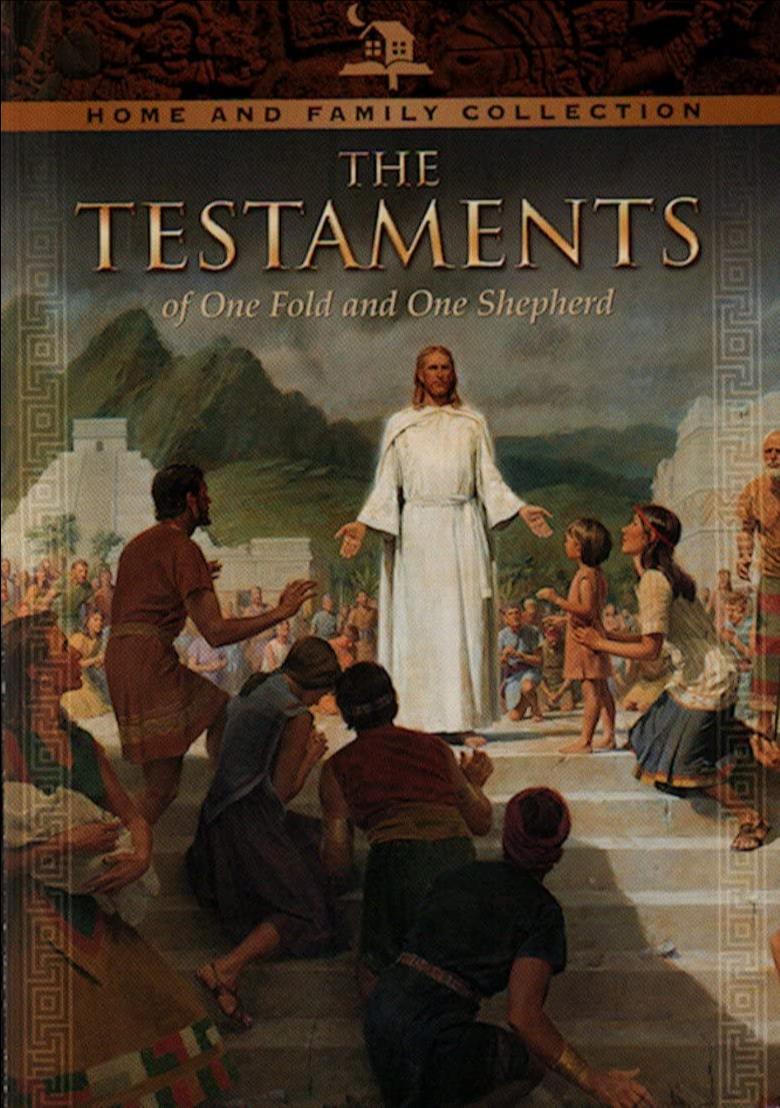 HOME AND FAMILY COLLECTION
THE
TESTAMENTS
of One Fold and One Shepherd